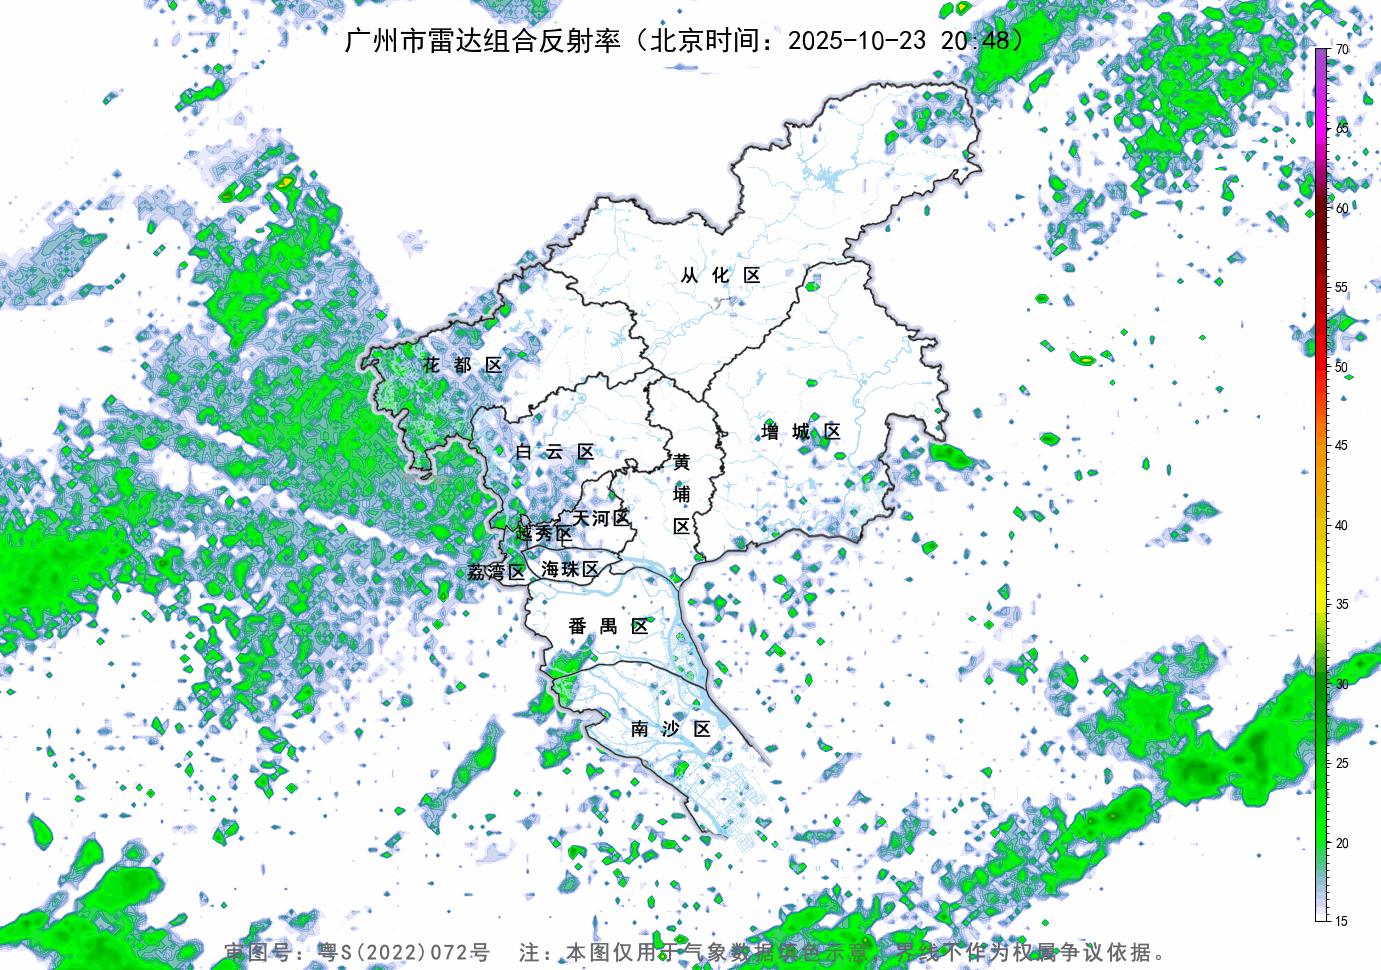 广州市雷达组合反射率（北京时间：2025-10-23 20:48）
70
65
60
55
50
45
40
35
30
25
20
15
从化区
花都区
增城区
白云区
黄埔区
天河区
越秀区
荔湾区
海珠区
番禺区
南沙区
审图号：粤S(2022)072号 注：本图仅用于气象数据填色示意，界线不作为权属争议依据。